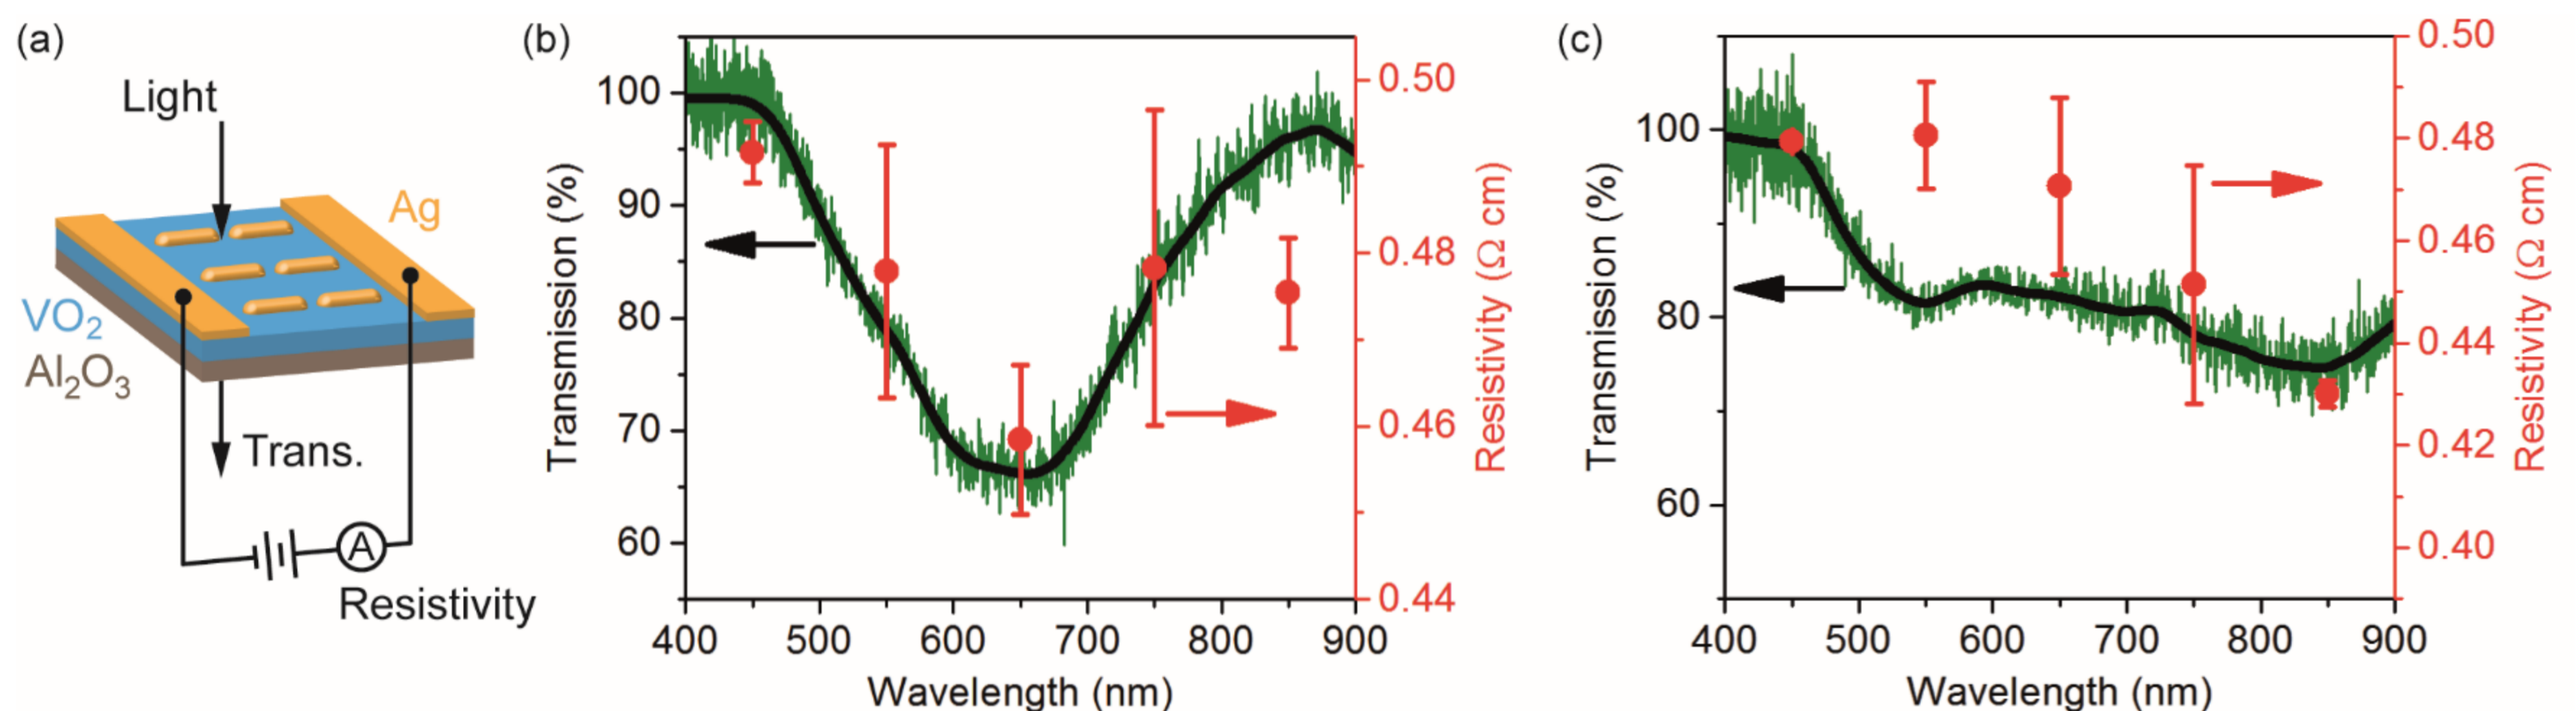 (a)
Light
Ag
VO₂
Al₂O₃
Trans.
A
Resistivity
(b)
Transmission (%)
100
90
80
70
60
400 500 600 700 800 900
Wavelength (nm)
0.50
0.48
0.46
0.44
Resistivity (Ω cm)
(c)
Transmission (%)
100
80
60
400 500 600 700 800 900
Wavelength (nm)
0.50
0.48
0.46
0.44
0.42
0.40
Resistivity (Ω cm)